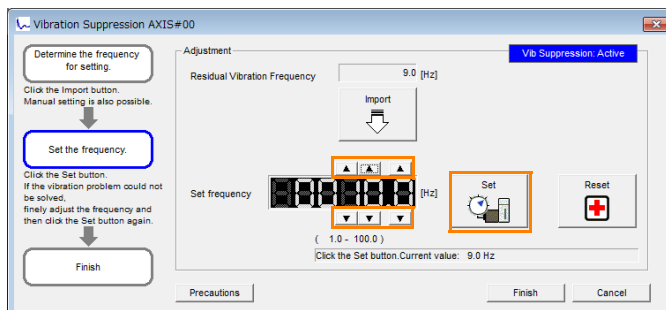 Vibration Suppression AXIS#00
Determine the frequency
for setting.
Click the Import button.
Manual setting is also possible.
Set the frequency.
Click the Set button.
If the vibration problem could not
be solved,
finely adjust the frequency and
then click the Set button again.
Finish
Adjustment
Vib Suppression: Active
Residual Vibration Frequency 9.0 [Hz]
Import
Set frequency [Hz]
Set
Reset
( 1.0 - 100.0 )
Click the Set button.Current value: 9.0 Hz
Precautions
Finish
Cancel